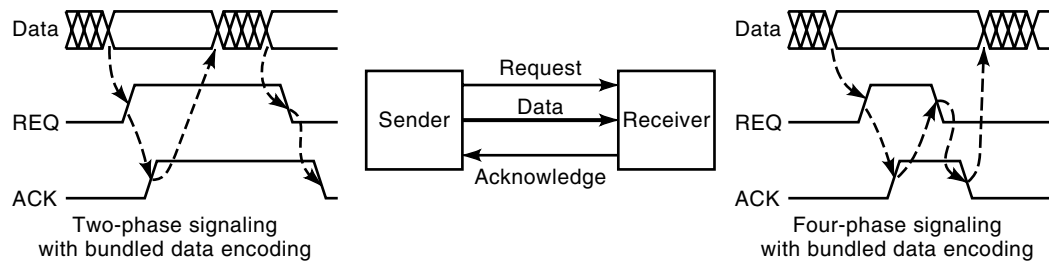 Data
REQ
ACK
Two-phase signaling
with bundled data encoding
Request
Data
Sender
Receiver
Acknowledge
Data
REQ
ACK
Four-phase signaling
with bundled data encoding